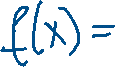 f(x) =